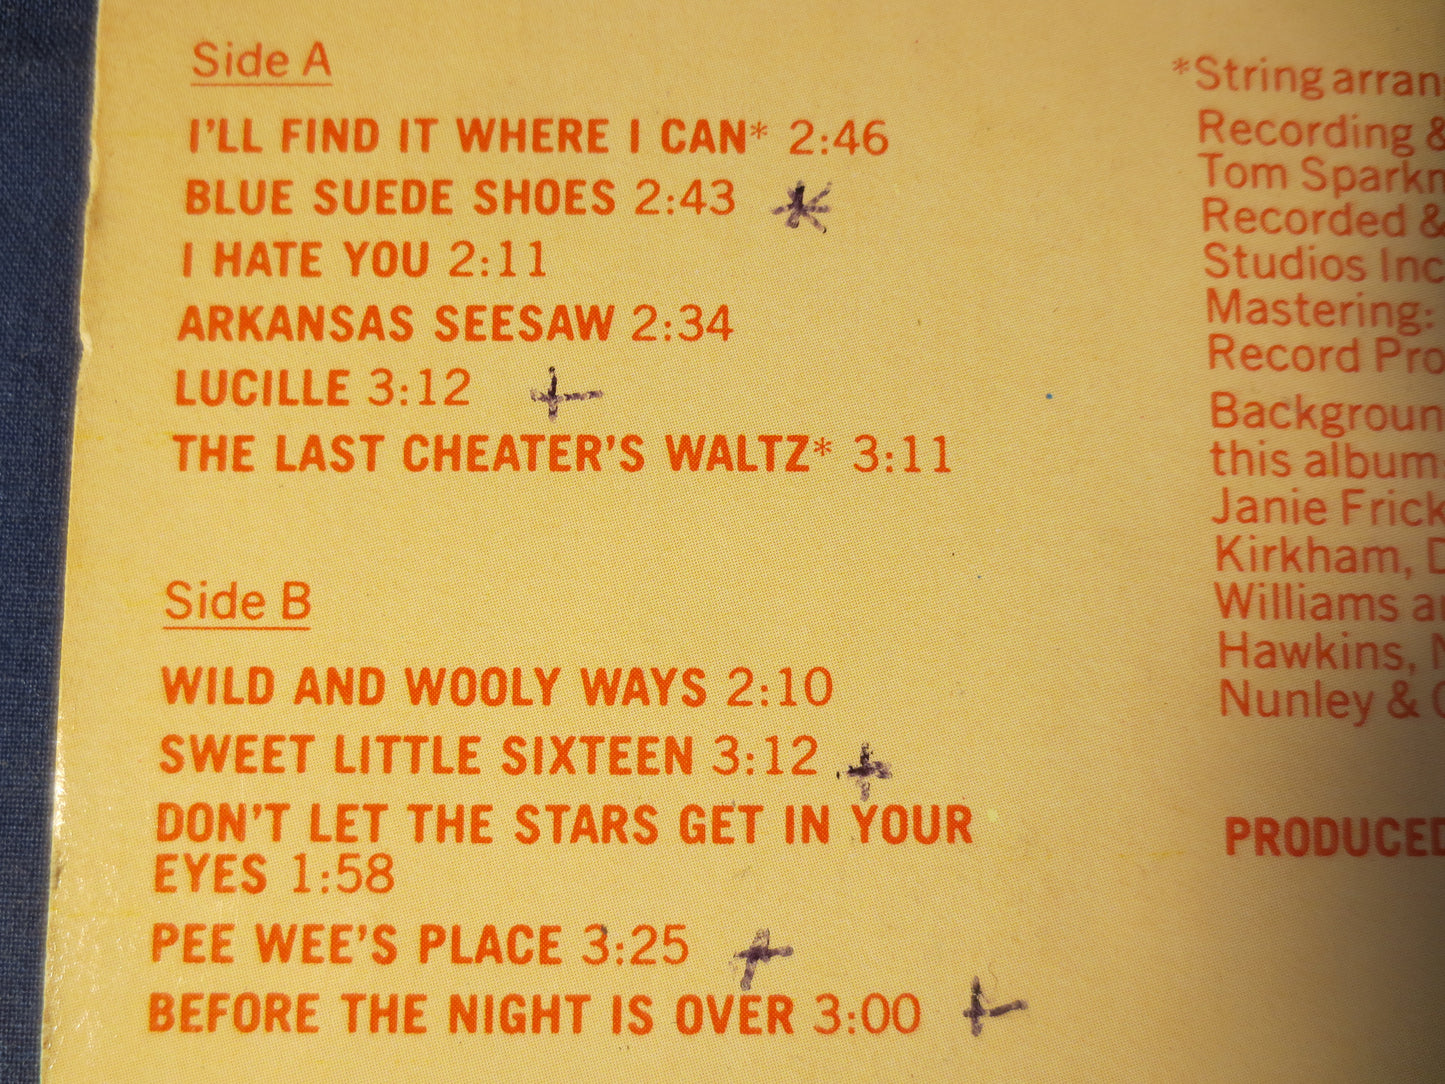 Side A
I'LL FIND IT WHERE I CAN* 2:46
BLUE SUEDE SHOES 2:43
I HATE YOU 2:11
ARKANSAS SEESAW 2:34
LUCILLE 3:12
THE LAST CHEATER'S WALTZ* 3:11
Side B
WILD AND WOOLY WAYS 2:10
SWEET LITTLE SIXTEEN 3:12
DON'T LET THE STARS GET IN YOUR
EYES 1:58
PEE WEE'S PLACE 3:25
BEFORE THE NIGHT IS OVER 3:00
*String
Recording &
Tom
Recorded &
Studios
Mastering:
Record
this album
Janie
Kirkham,
Williams
Hawkins,
Nunley &
PRODUCED